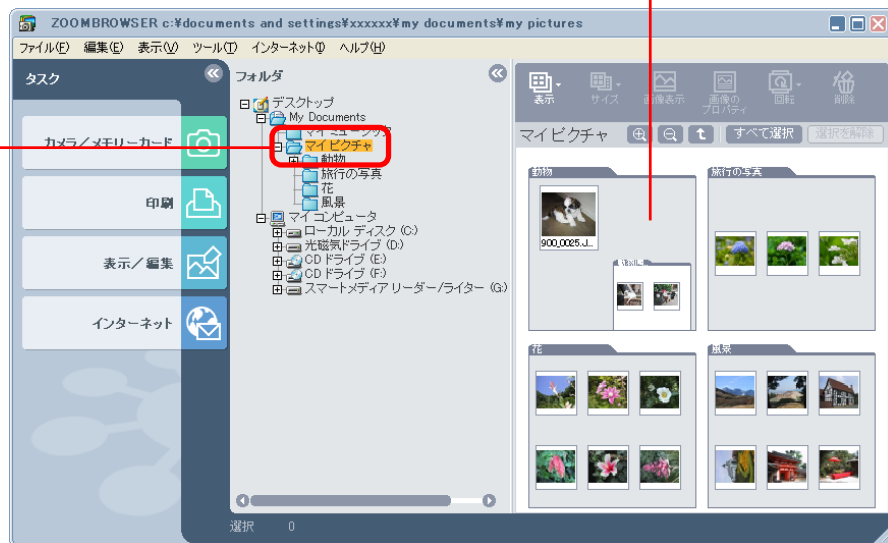 ZOOMBROWSER c:¥documents and settings¥xxxxxx¥my documents¥my pictures
ファイル(F) 編集(E) 表示(V) ツール(T) インターネット(I) ヘルプ(H)
タスク
カメラ/メモリーカード
印刷
表示/編集
インターネット
フォルダ
デスクトップ
My Documents
マイ ミュージック
マイ ピクチャ
動物
旅行の写真
花
風景
マイ コンピュータ
ローカル ディスク (C:)
光磁気ドライブ (D:)
CD ドライブ (E:)
CD ドライブ (F:)
スマートメディア リーダー/ライター (G:)
表示 サイズ 画像表示 画像のプロパティ 回転 削除
マイ ピクチャ すべて選択 選択を解除
動物
900_0025.J...
旅行の写真
花
風景
選択 0